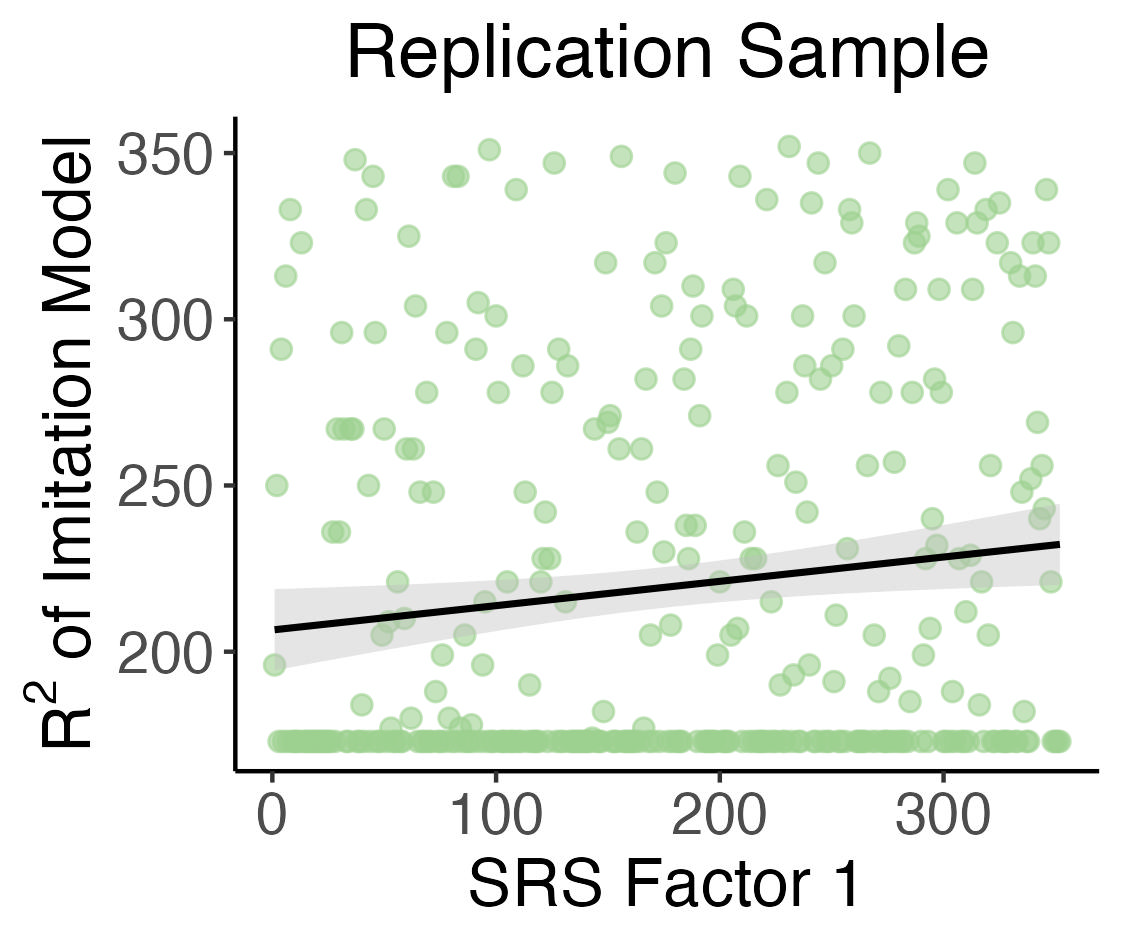 Replication Sample
R² of Imitation Model
350
300
250
200
0 100 200 300
SRS Factor 1